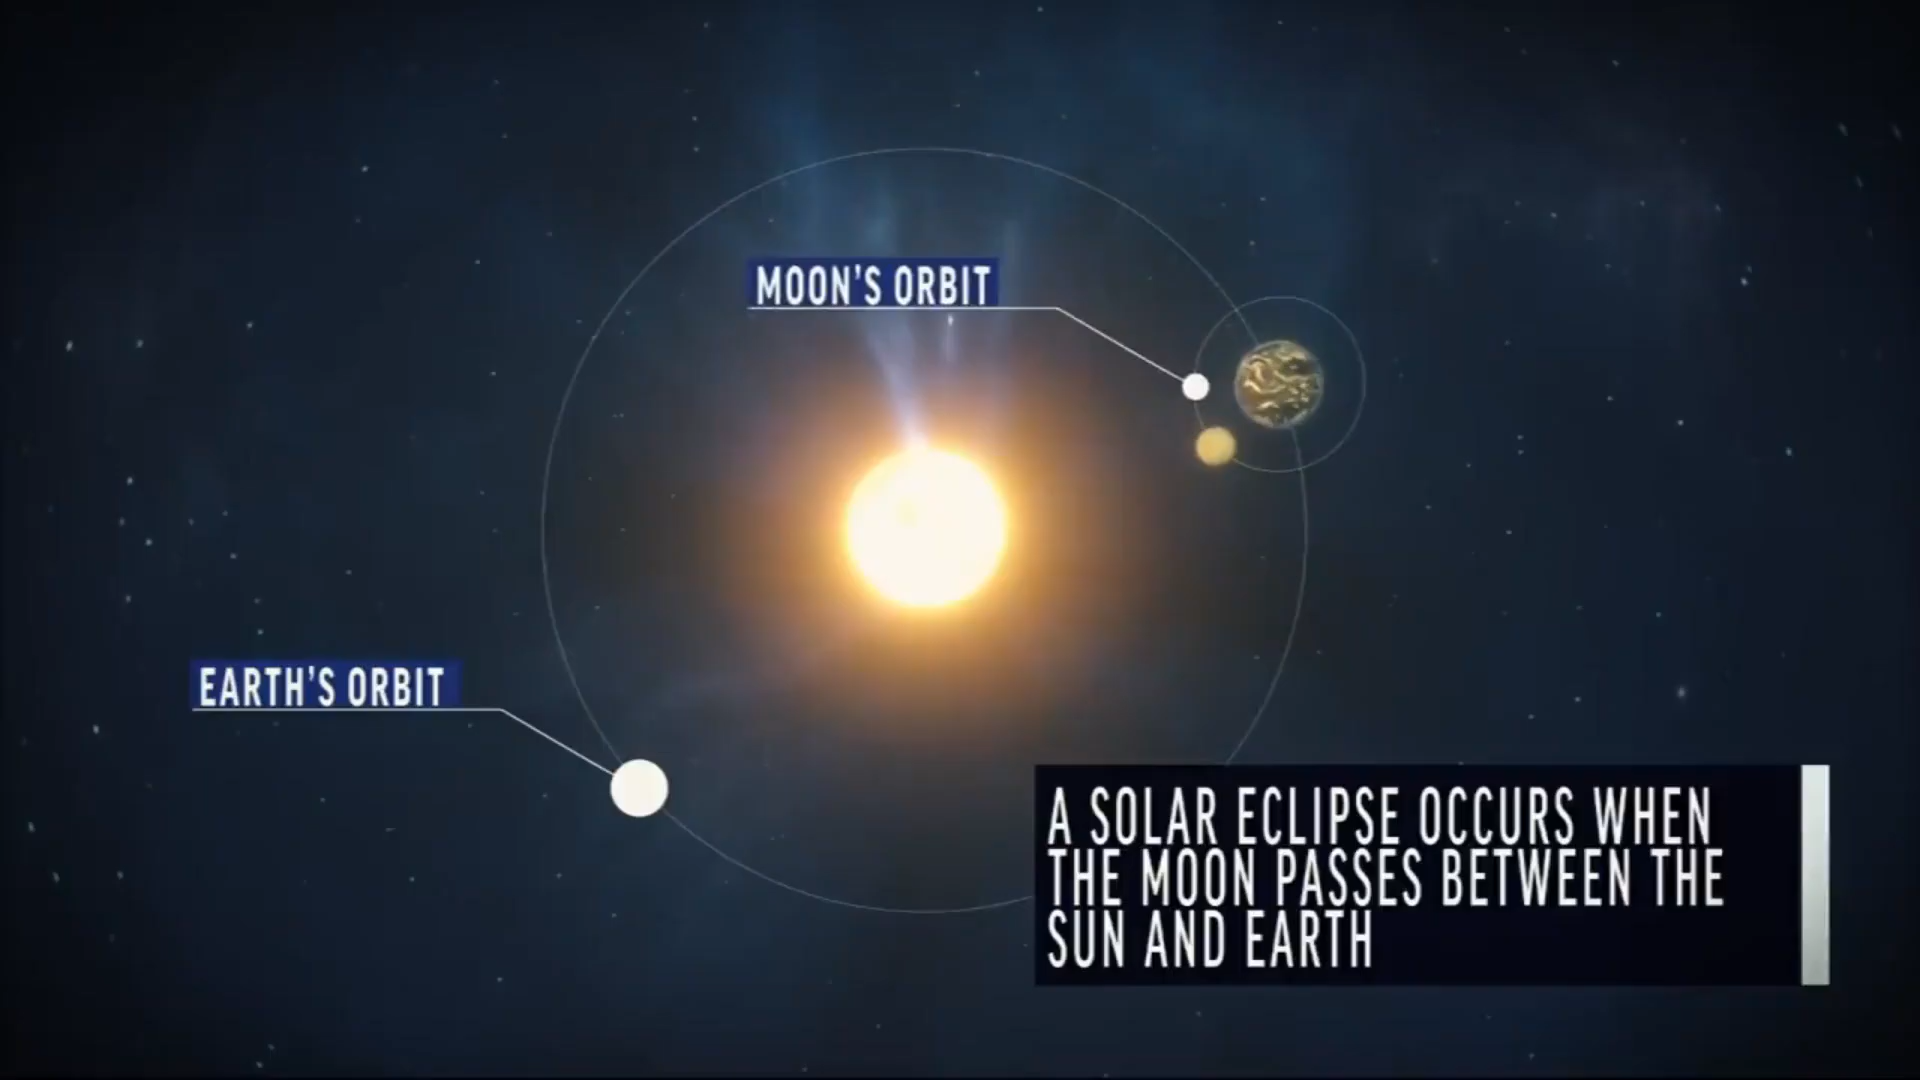 MOON'S ORBIT
EARTH'S ORBIT
A SOLAR ECLIPSE OCCURS WHEN
THE MOON PASSES BETWEEN THE
SUN AND EARTH